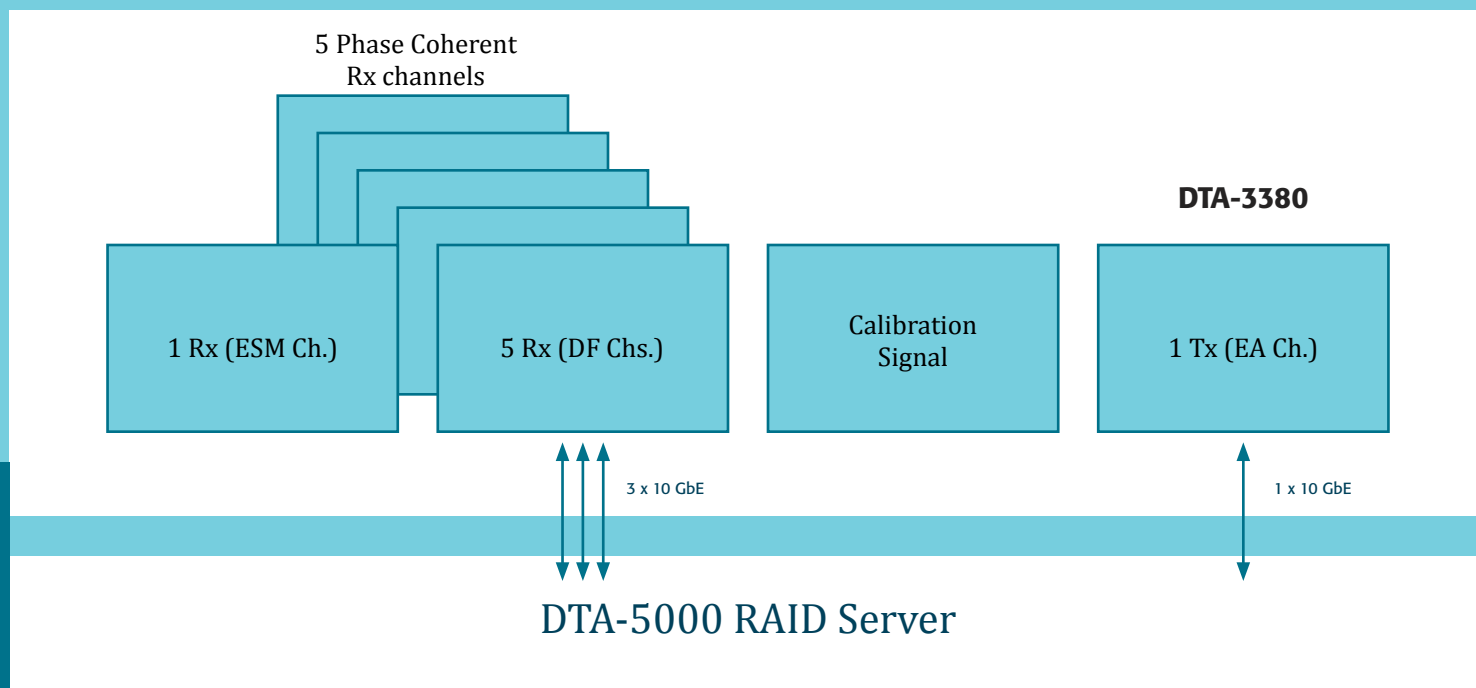 5 Phase Coherent
Rx channels
DTA-3380
1 Rx (ESM Ch.)
5 Rx (DF Chs.)
Calibration
Signal
1 Tx (EA Ch.)
3 x 10 GbE
1 x 10 GbE
DTA-5000 RAID Server